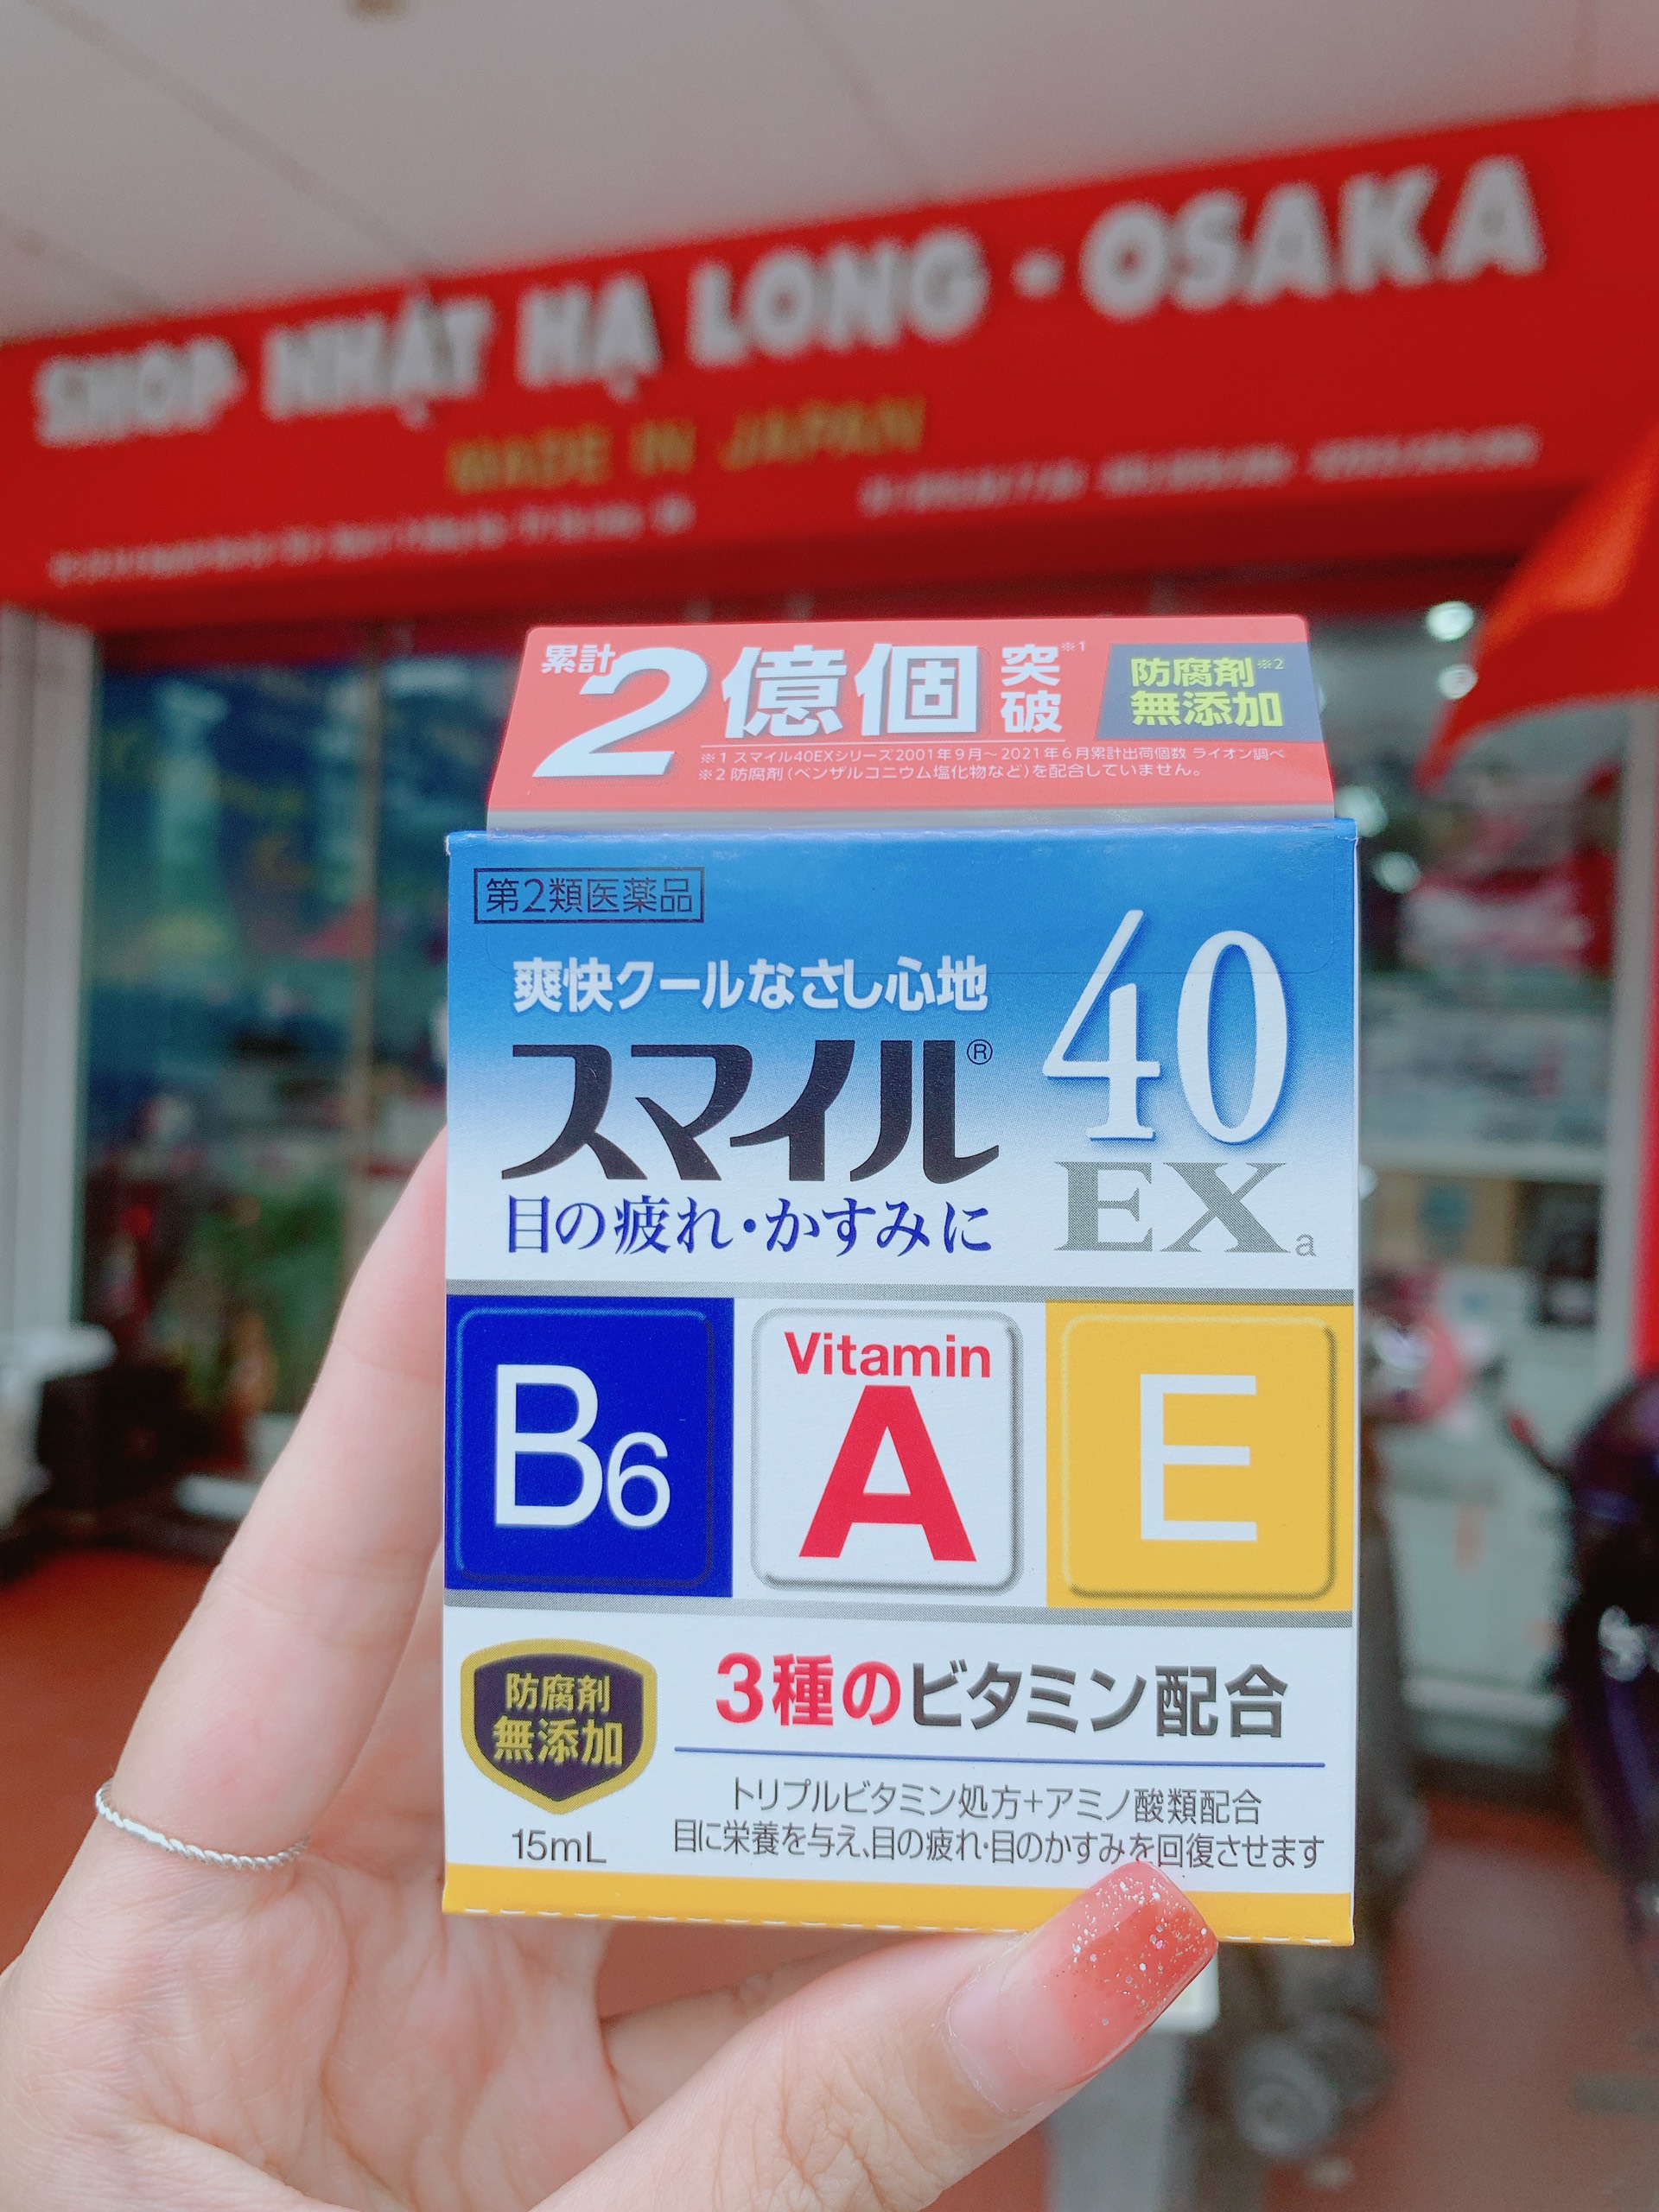 SHOP NHẬT HẠ LONG - OSAKA
MADE IN JAPAN
累計2億個突破※1
防腐剤※2
無添加
※1 スマイル40EXシリーズ2001年9月～2021年6月累計出荷個数 ライオン調べ
※2 防腐剤(ベンザルコニウム塩化物など)を配合していません。
第2類医薬品
爽快クールなさし心地
スマイル®
40
EX a
目の疲れ・かすみに
B6
Vitamin
A
E
防腐剤
無添加
15mL
3種のビタミン配合
トリプルビタミン処方+アミノ酸類配合
目に栄養を与え、目の疲れ・目のかすみを回復させます